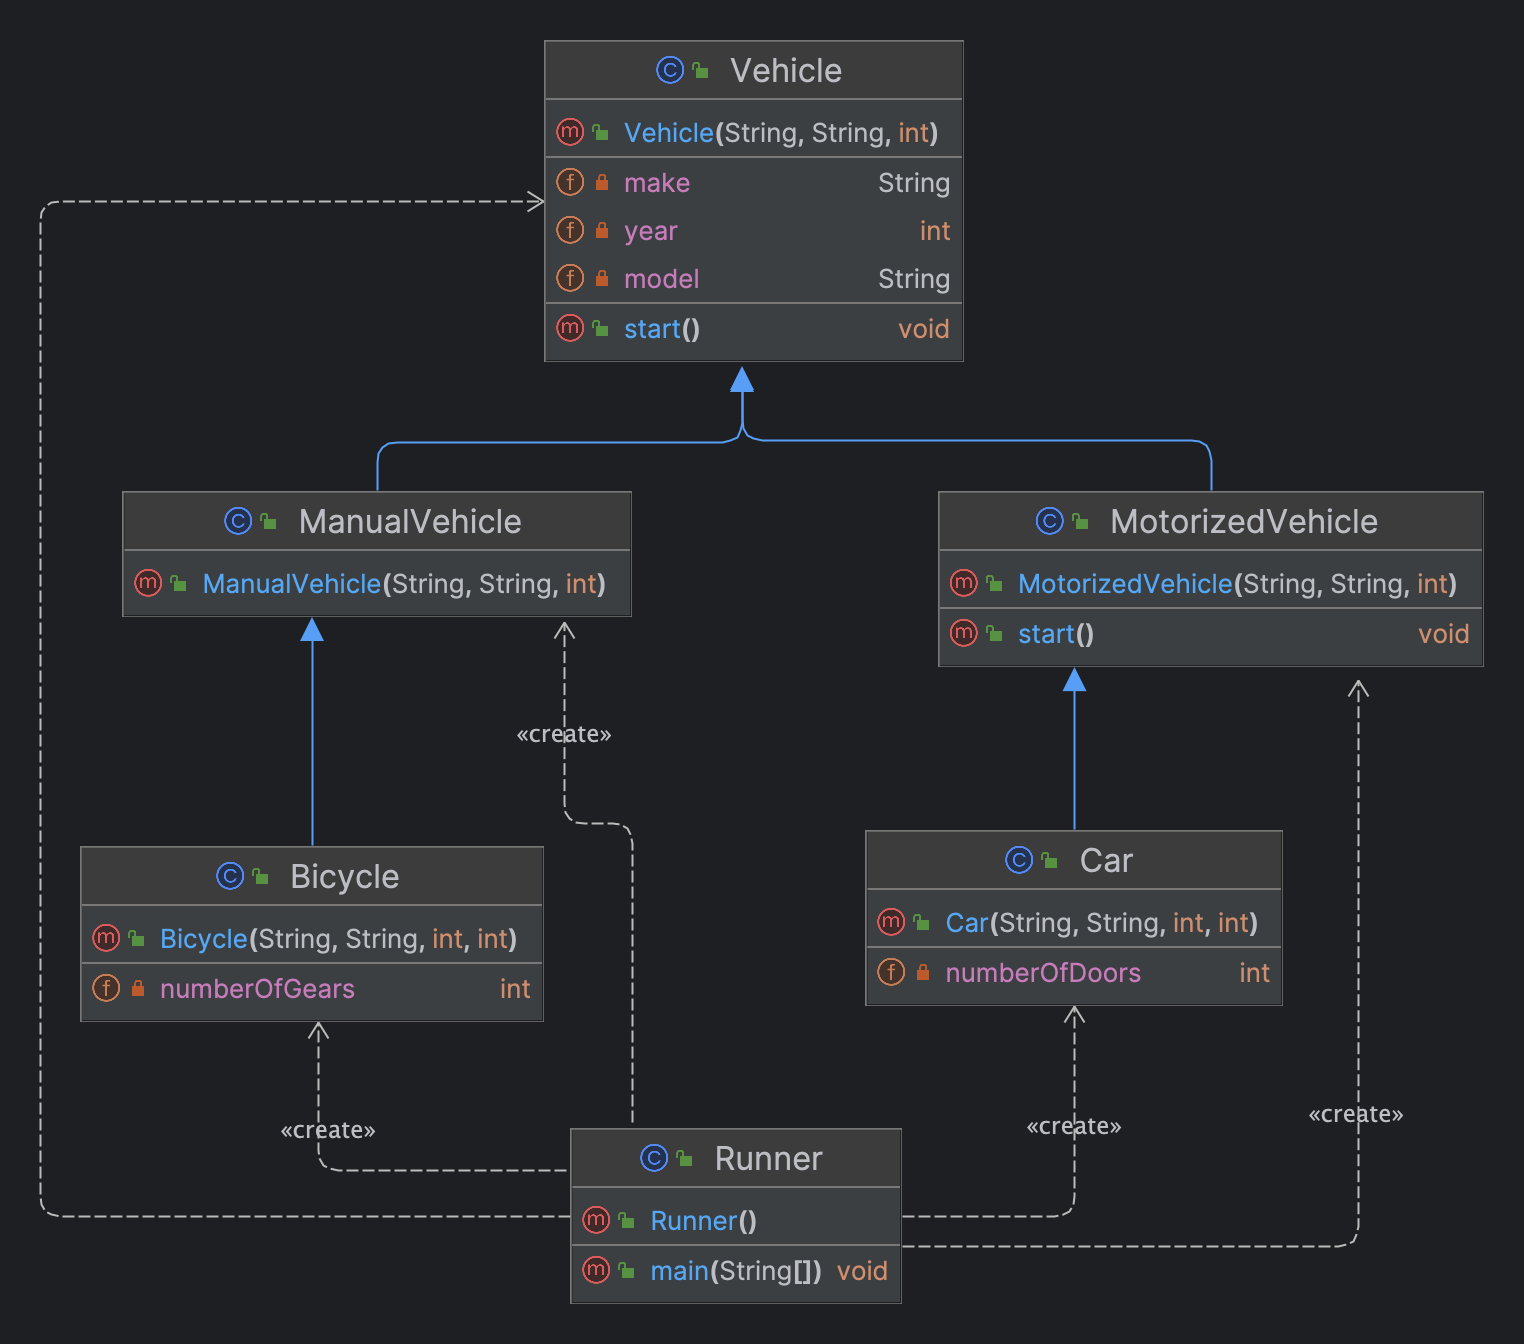 C Vehicle
m Vehicle(String, String, int)
f make String
f year int
f model String
m start() void
C ManualVehicle
m ManualVehicle(String, String, int)
C MotorizedVehicle
m MotorizedVehicle(String, String, int)
m start() void
«create»
C Bicycle
m Bicycle(String, String, int, int)
f numberOfGears int
C Car
m Car(String, String, int, int)
f numberOfDoors int
«create»
«create»
«create»
C Runner
m Runner()
m main(String[]) void